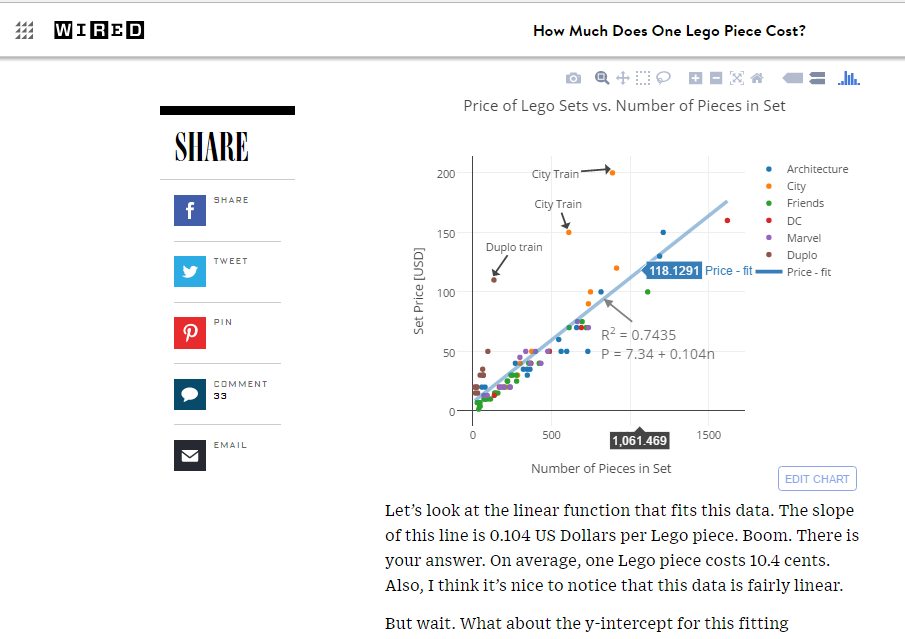 WIRED
How Much Does One Lego Piece Cost?
SHARE
SHARE
TWEET
PIN
COMMENT
33
EMAIL
Price of Lego Sets vs. Number of Pieces in Set
Set Price [USD]
200
150
100
50
0
City Train
City Train
Duplo train
118.1291 Price - fit
R² = 0.7435
P = 7.34 + 0.104n
0
500
1,061.469
1500
Number of Pieces in Set
Architecture
City
Friends
DC
Marvel
Duplo
Price - fit
EDIT CHART
Let’s look at the linear function that fits this data. The slope
of this line is 0.104 US Dollars per Lego piece. Boom. There is
your answer. On average, one Lego piece costs 10.4 cents.
Also, I think it’s nice to notice that this data is fairly linear.
But wait. What about the y-intercept for this fitting